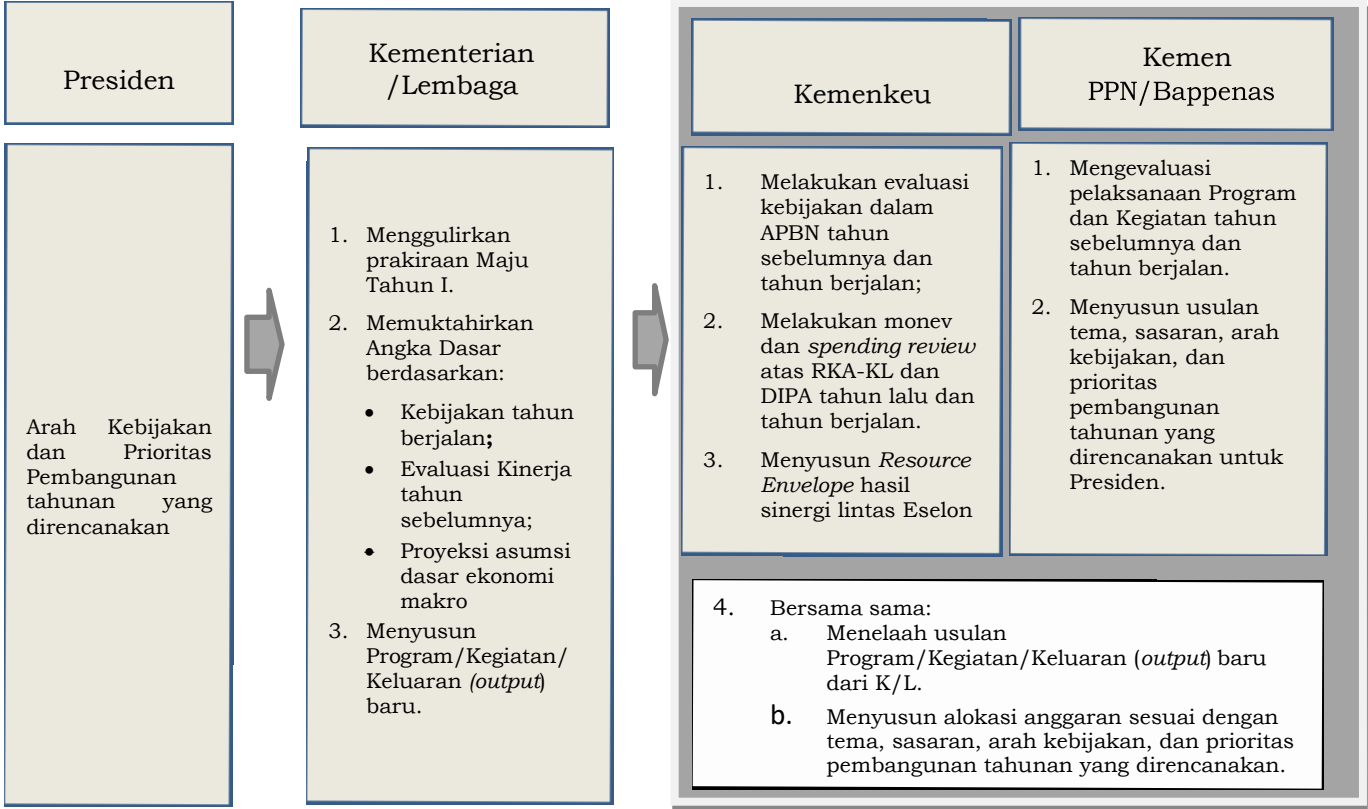 Presiden
Arah Kebijakan
dan Prioritas
Pembangunan
tahunan yang
direncanakan
Kementerian
/Lembaga
1. Menggulirkan
prakiraan Maju
Tahun I.
2. Memuktahirkan
Angka Dasar
berdasarkan:
• Kebijakan tahun
berjalan;
• Evaluasi Kinerja
tahun
sebelumnya;
• Proyeksi asumsi
dasar ekonomi
makro
3. Menyusun
Program/Kegiatan/
Keluaran (output)
baru.
Kemenkeu
1. Melakukan evaluasi
kebijakan dalam
APBN tahun
sebelumnya dan
tahun berjalan;
2. Melakukan monev
dan spending review
atas RKA-KL dan
DIPA tahun lalu dan
tahun berjalan.
3. Menyusun Resource
Envelope hasil
sinergi lintas Eselon
Kemen
PPN/Bappenas
1. Mengevaluasi
pelaksanaan Program
dan Kegiatan tahun
sebelumnya dan
tahun berjalan.
2. Menyusun usulan
tema, sasaran, arah
kebijakan, dan
prioritas
pembangunan
tahunan yang
direncanakan untuk
Presiden.
4. Bersama sama:
a. Menelaah usulan
Program/Kegiatan/Keluaran (output) baru
dari K/L.
b. Menyusun alokasi anggaran sesuai dengan
tema, sasaran, arah kebijakan, dan prioritas
pembangunan tahunan yang direncanakan.